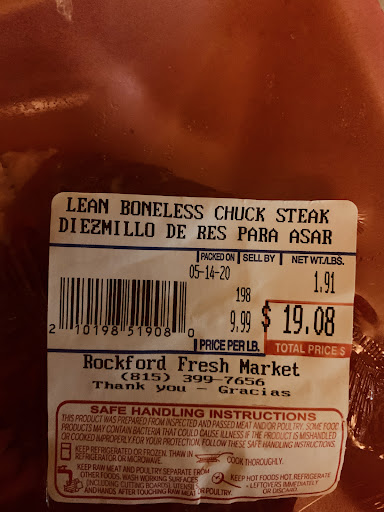 LEAN BONELESS CHUCK STEAK
DIEZMILLO DE RES PARA ASAR
PACKED ON SELL BY NET WT./LBS.
05-14-20 1.91
198
9.99 $ 19.08
PRICE PER LB. TOTAL PRICE $
2 10198 51908 0
Rockford Fresh Market
(815) 399-7656
Thank you - Gracias
SAFE HANDLING INSTRUCTIONS
THIS PRODUCT WAS PREPARED FROM INSPECTED AND PASSED MEAT AND/OR POULTRY. SOME FOOD
PRODUCTS MAY CONTAIN BACTERIA THAT COULD CAUSE ILLNESS IF THE PRODUCT IS MISHANDLED
OR COOKED IMPROPERLY. FOR YOUR PROTECTION, FOLLOW THESE SAFE HANDLING INSTRUCTIONS.
KEEP REFRIGERATED OR FROZEN. THAW IN
REFRIGERATOR OR MICROWAVE.
COOK THOROUGHLY.
KEEP RAW MEAT AND POULTRY SEPARATE FROM
OTHER FOODS. WASH WORKING SURFACES
(INCLUDING CUTTING BOARDS), UTENSILS
AND HANDS AFTER TOUCHING RAW MEAT OR POULTRY.
KEEP HOT FOODS HOT. REFRIGERATE
LEFTOVERS IMMEDIATELY
OR DISCARD.